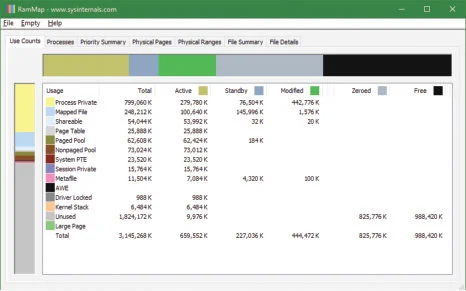 RamMap - www.sysinternals.com
File Empty Help
Use Counts Processes Priority Summary Physical Pages Physical Ranges File Summary File Details
Usage Total Active Standby Modified Zeroed Free
Process Private 799,060 K 279,780 K 76,504 K 442,776 K
Mapped File 248,212 K 100,640 K 145,996 K 1,576 K
Shareable 54,044 K 53,992 K 32 K 20 K
Page Table 25,888 K 25,888 K
Paged Pool 62,608 K 62,424 K 184 K
Nonpaged Pool 73,024 K 73,012 K
System PTE 23,520 K 23,520 K
Session Private 15,764 K 15,764 K
Metafile 11,504 K 7,084 K 4,320 K 100 K
AWE
Driver Locked 988 K 988 K
Kernel Stack 6,484 K 6,484 K
Unused 1,824,172 K 9,976 K 825,776 K 988,420 K
Large Page
Total 3,145,268 K 659,552 K 227,036 K 444,472 K 825,776 K 988,420 K